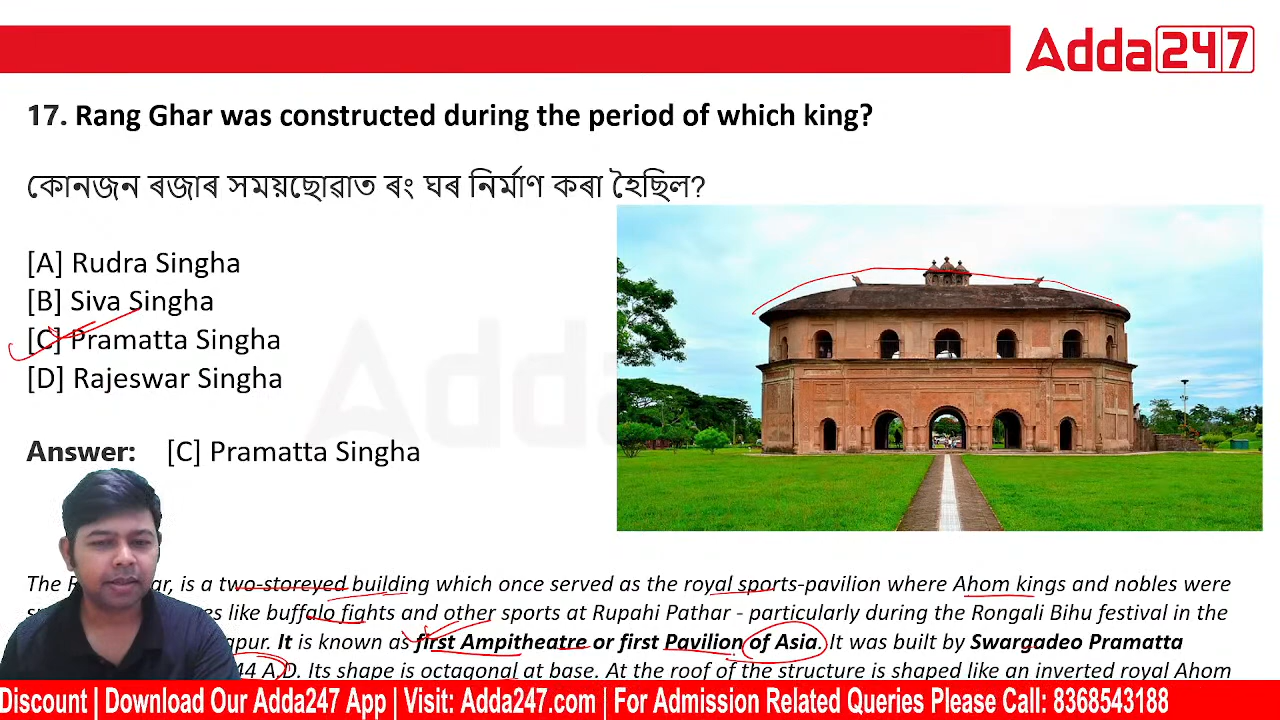 Adda247
17. Rang Ghar was constructed during the period of which king?
কোনজন ৰজাৰ সময়ছোৱাত ৰং ঘৰ নিৰ্মাণ কৰা হৈছিল?
[A] Rudra Singha
[B] Siva Singha
[C] Pramatta Singha
[D] Rajeswar Singha
Answer: [C] Pramatta Singha
The ar, is a two-storeyed building which once served as the royal sports-pavilion where Ahom kings and nobles were
es like buffalo fights and other sports at Rupahi Pathar - particularly during the Rongali Bihu festival in the
apur. It is known as first Ampitheatre or first Pavilion of Asia. It was built by Swargadeo Pramatta
44 A.D. Its shape is octagonal at base. At the roof of the structure is shaped like an inverted royal Ahom
Discount | Download Our Adda247 App | Visit: Adda247.com | For Admission Related Queries Please Call: 8368543188